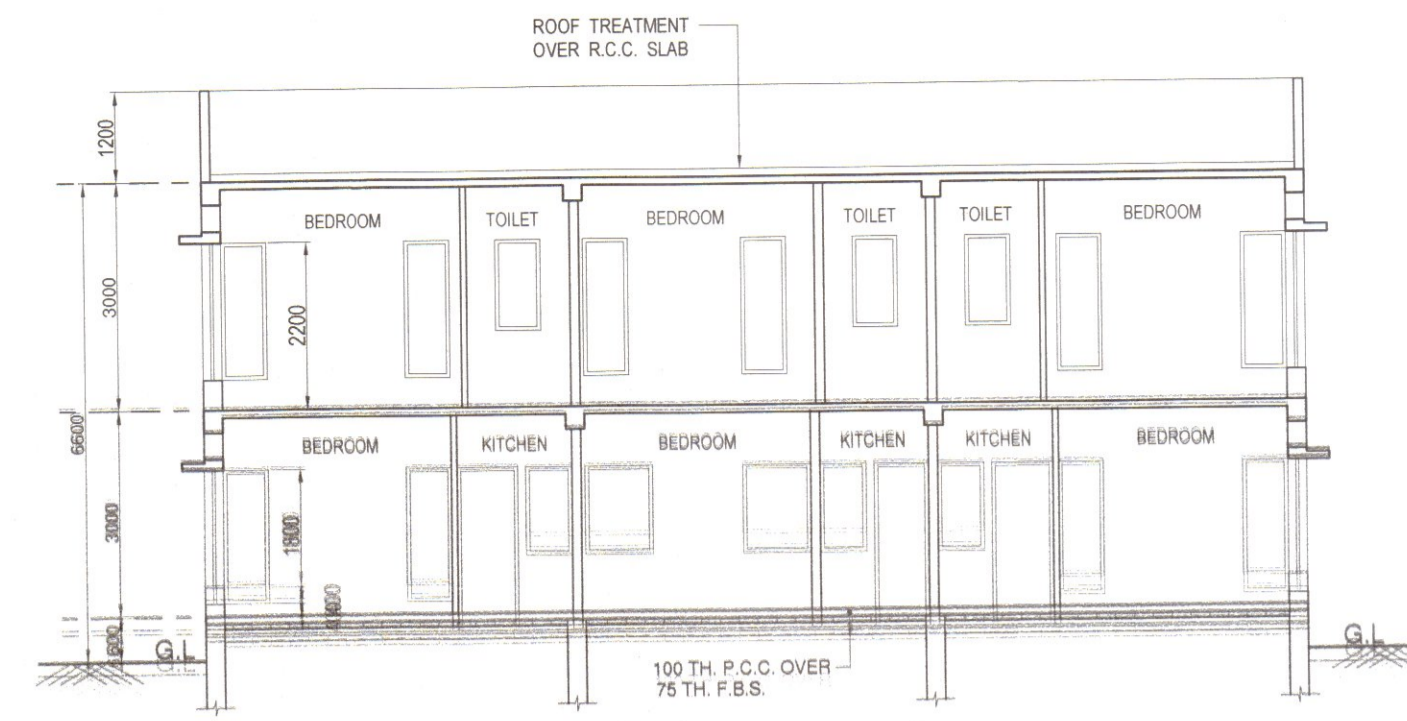 ROOF TREATMENT
OVER R.C.C. SLAB
1200
BEDROOM
TOILET
BEDROOM
TOILET
TOILET
BEDROOM
3000
2200
6600
BEDROOM
KITCHEN
BEDROOM
KITCHEN
KITCHEN
BEDROOM
3000
1800
600
G.L
G.L
100 TH. P.C.C. OVER
75 TH. F.B.S.